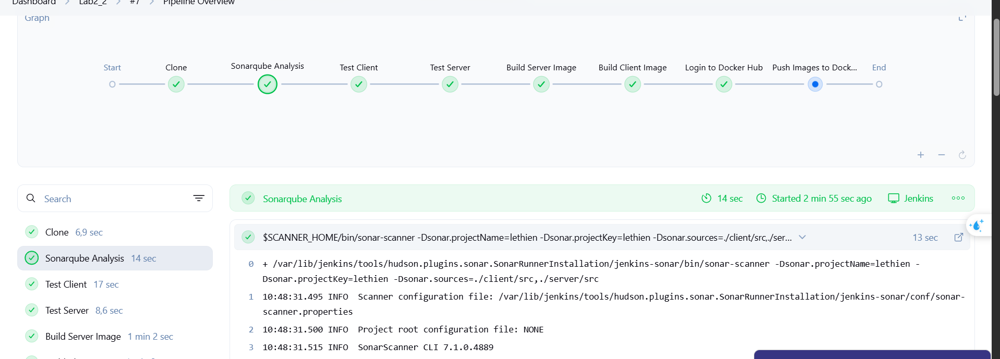 Dashboard > Lab2_2 > #7 > Pipeline Overview
Graph
Start
Clone
Sonarqube Analysis
Test Client
Test Server
Build Server Image
Build Client Image
Login to Docker Hub
Push Images to Dock...
End
Search
Clone 6,9 sec
Sonarqube Analysis 14 sec
Test Client 17 sec
Test Server 8,6 sec
Build Server Image 1 min 2 sec
Sonarqube Analysis 14 sec Started 2 min 55 sec ago Jenkins
$SCANNER_HOME/bin/sonar-scanner -Dsonar.projectName=lethien -Dsonar.projectKey=lethien -Dsonar.sources=./client/src,./ser... 13 sec
0 + /var/lib/jenkins/tools/hudson.plugins.sonar.SonarRunnerInstallation/jenkins-sonar/bin/sonar-scanner -Dsonar.projectName=lethien -
Dsonar.projectKey=lethien -Dsonar.sources=./client/src,./server/src
1 10:48:31.495 INFO Scanner configuration file: /var/lib/jenkins/tools/hudson.plugins.sonar.SonarRunnerInstallation/jenkins-sonar/conf/sonar-
scanner.properties
2 10:48:31.500 INFO Project root configuration file: NONE
3 10:48:31.515 INFO SonarScanner CLI 7.1.0.4889